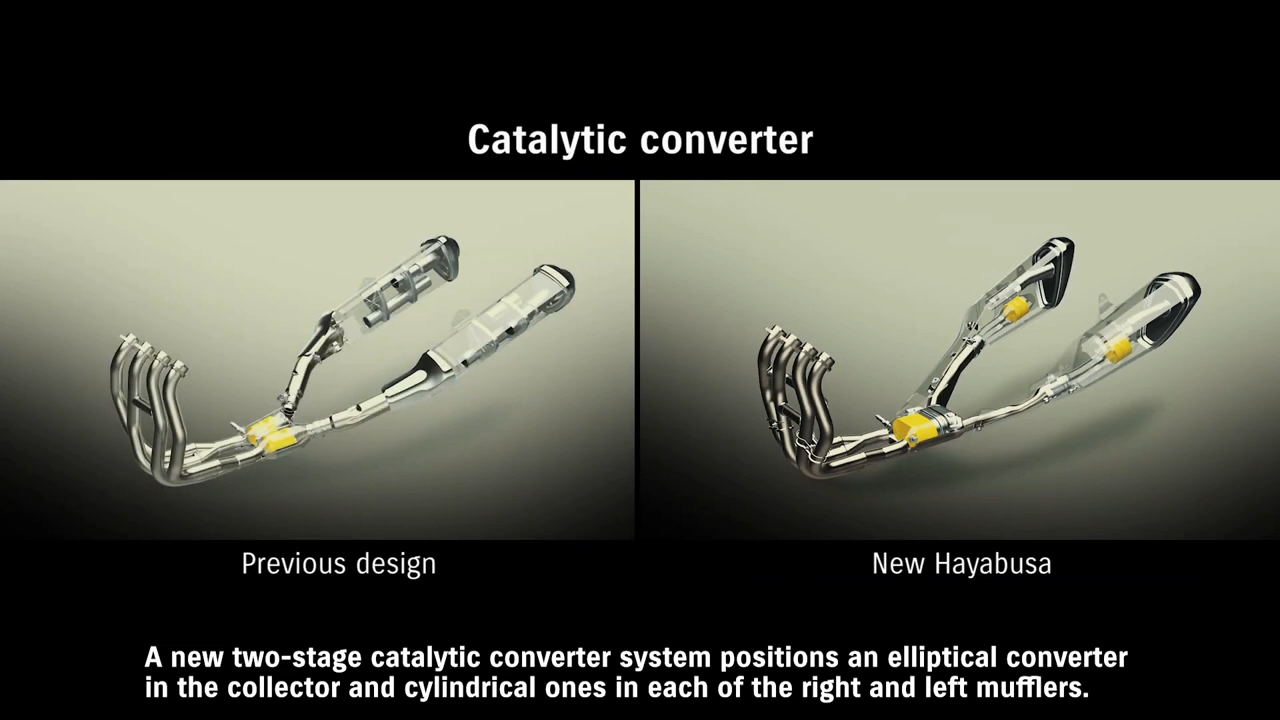 Catalytic converter
Previous design
New Hayabusa
A new two-stage catalytic converter system positions an elliptical converter
in the collector and cylindrical ones in each of the right and left mufflers.